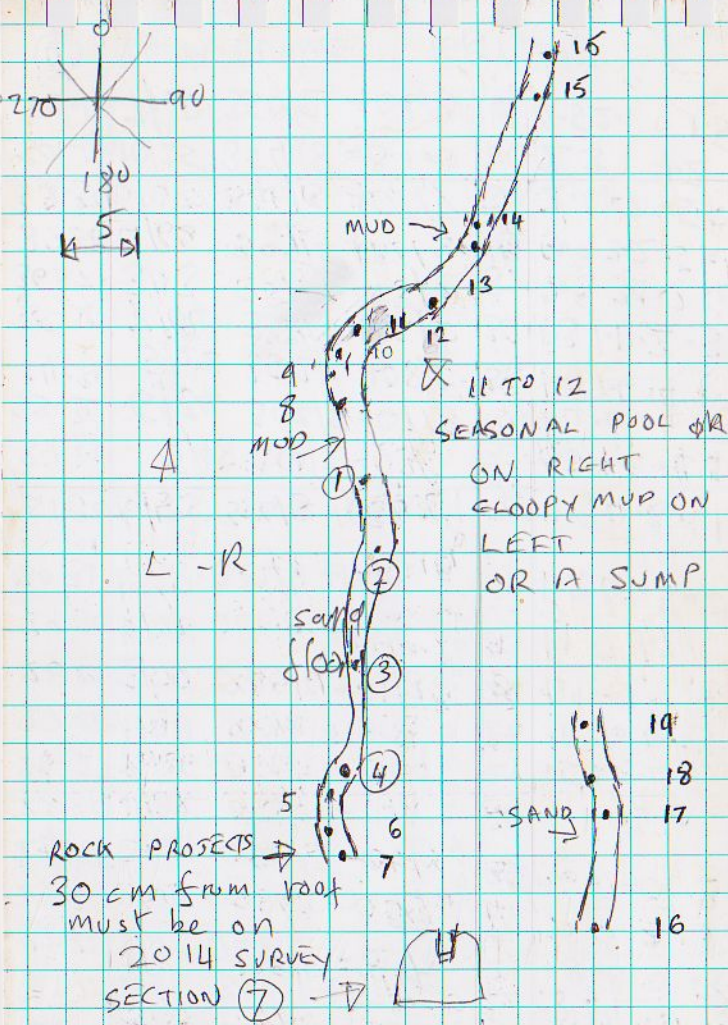 0
270
90
180
5
16
15
MUD
14
13
12
11
10
9
8
MUD
11 TO 12
SEASONAL POOL OR
ON RIGHT
GLOOPY MUD ON
LEFT
OR A SUMP
1
L - R
2
sand
floor
3
4
5
6
7
ROCK PROJECTS
30 cm from roof
must be on
2014 SURVEY
SECTION 7
19
18
SAND
17
16